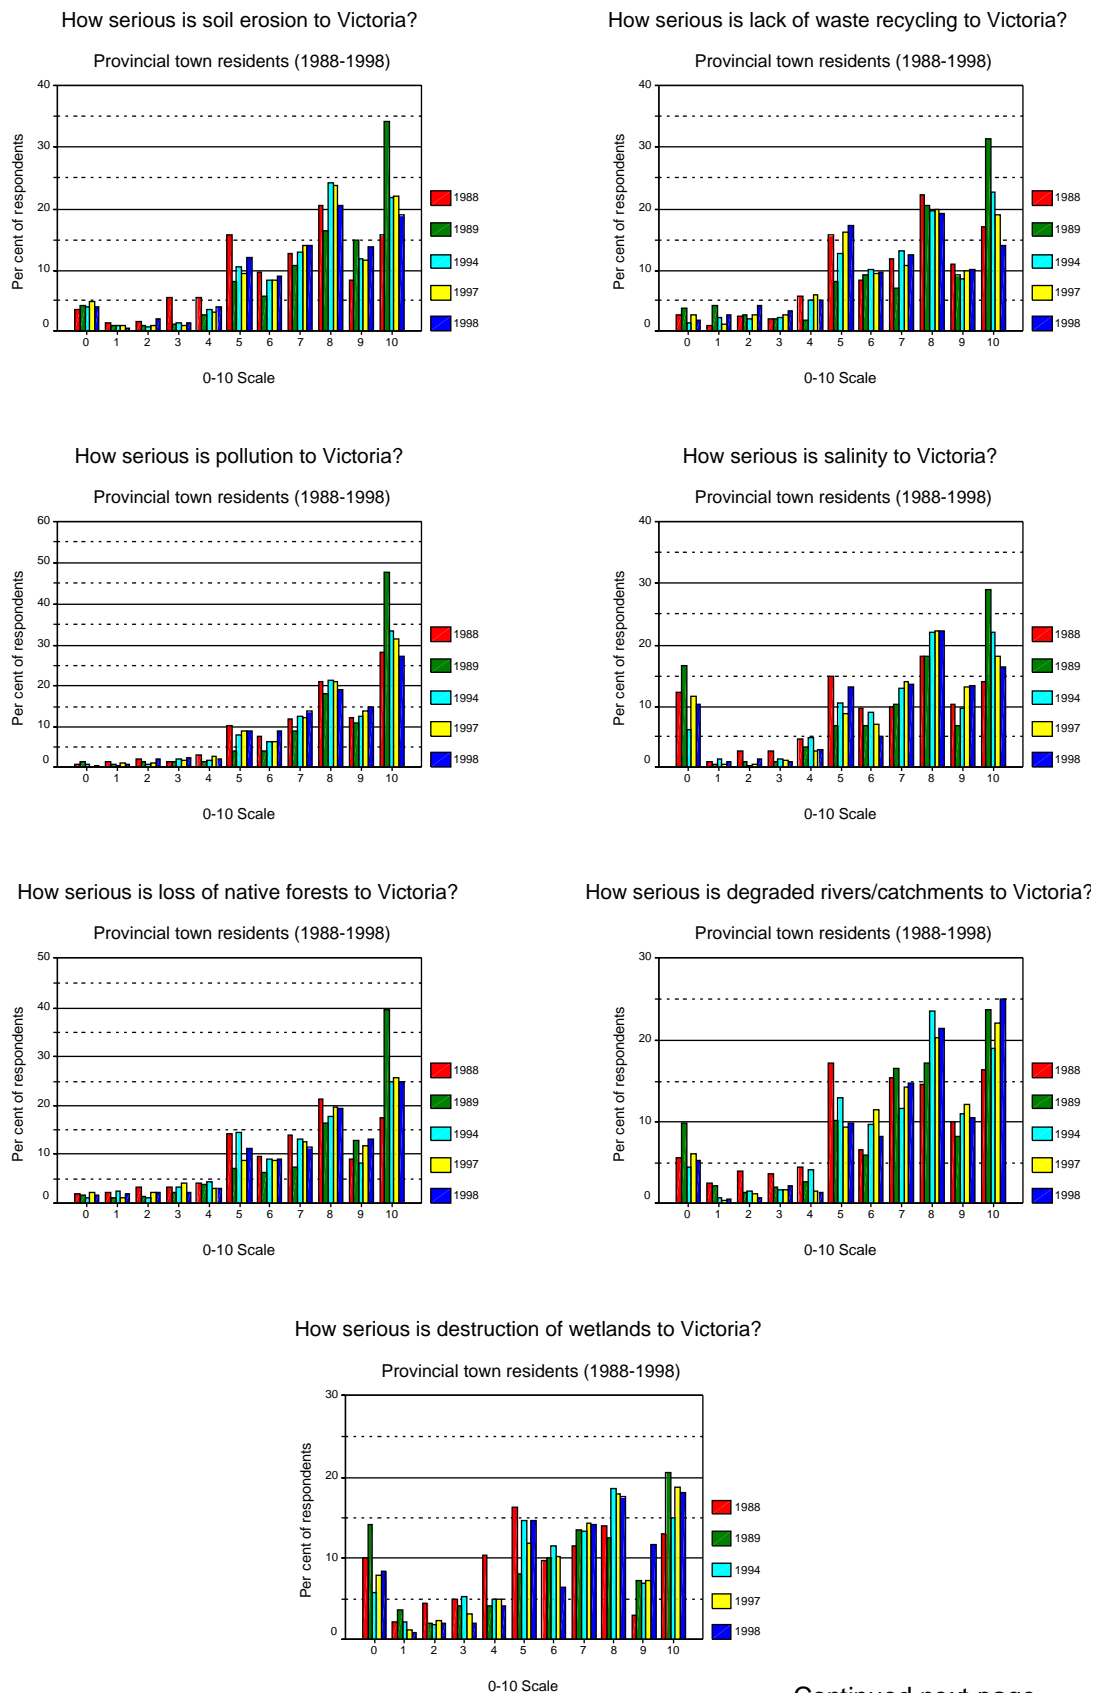 How serious is soil erosion to Victoria?
Provincial town residents (1988-1998)
40
30
20
10
0
Per cent of respondents
0 1 2 3 4 5 6 7 8 9 10
0-10 Scale
1988
1989
1994
1997
1998
How serious is lack of waste recycling to Victoria?
Provincial town residents (1988-1998)
40
30
20
10
0
Per cent of respondents
0 1 2 3 4 5 6 7 8 9 10
0-10 Scale
1988
1989
1994
1997
1998
How serious is pollution to Victoria?
Provincial town residents (1988-1998)
60
50
40
30
20
10
0
Per cent of respondents
0 1 2 3 4 5 6 7 8 9 10
0-10 Scale
1988
1989
1994
1997
1998
How serious is salinity to Victoria?
Provincial town residents (1988-1998)
40
30
20
10
0
Per cent of respondents
0 1 2 3 4 5 6 7 8 9 10
0-10 Scale
1988
1989
1994
1997
1998
How serious is loss of native forests to Victoria?
Provincial town residents (1988-1998)
50
40
30
20
10
0
Per cent of respondents
0 1 2 3 4 5 6 7 8 9 10
0-10 Scale
1988
1989
1994
1997
1998
How serious is degraded rivers/catchments to Victoria?
Provincial town residents (1988-1998)
30
20
10
0
Per cent of respondents
0 1 2 3 4 5 6 7 8 9 10
0-10 Scale
1988
1989
1994
1997
1998
How serious is destruction of wetlands to Victoria?
Provincial town residents (1988-1998)
30
20
10
0
Per cent of respondents
0 1 2 3 4 5 6 7 8 9 10
0-10 Scale
1988
1989
1994
1997
1998
Continued next page